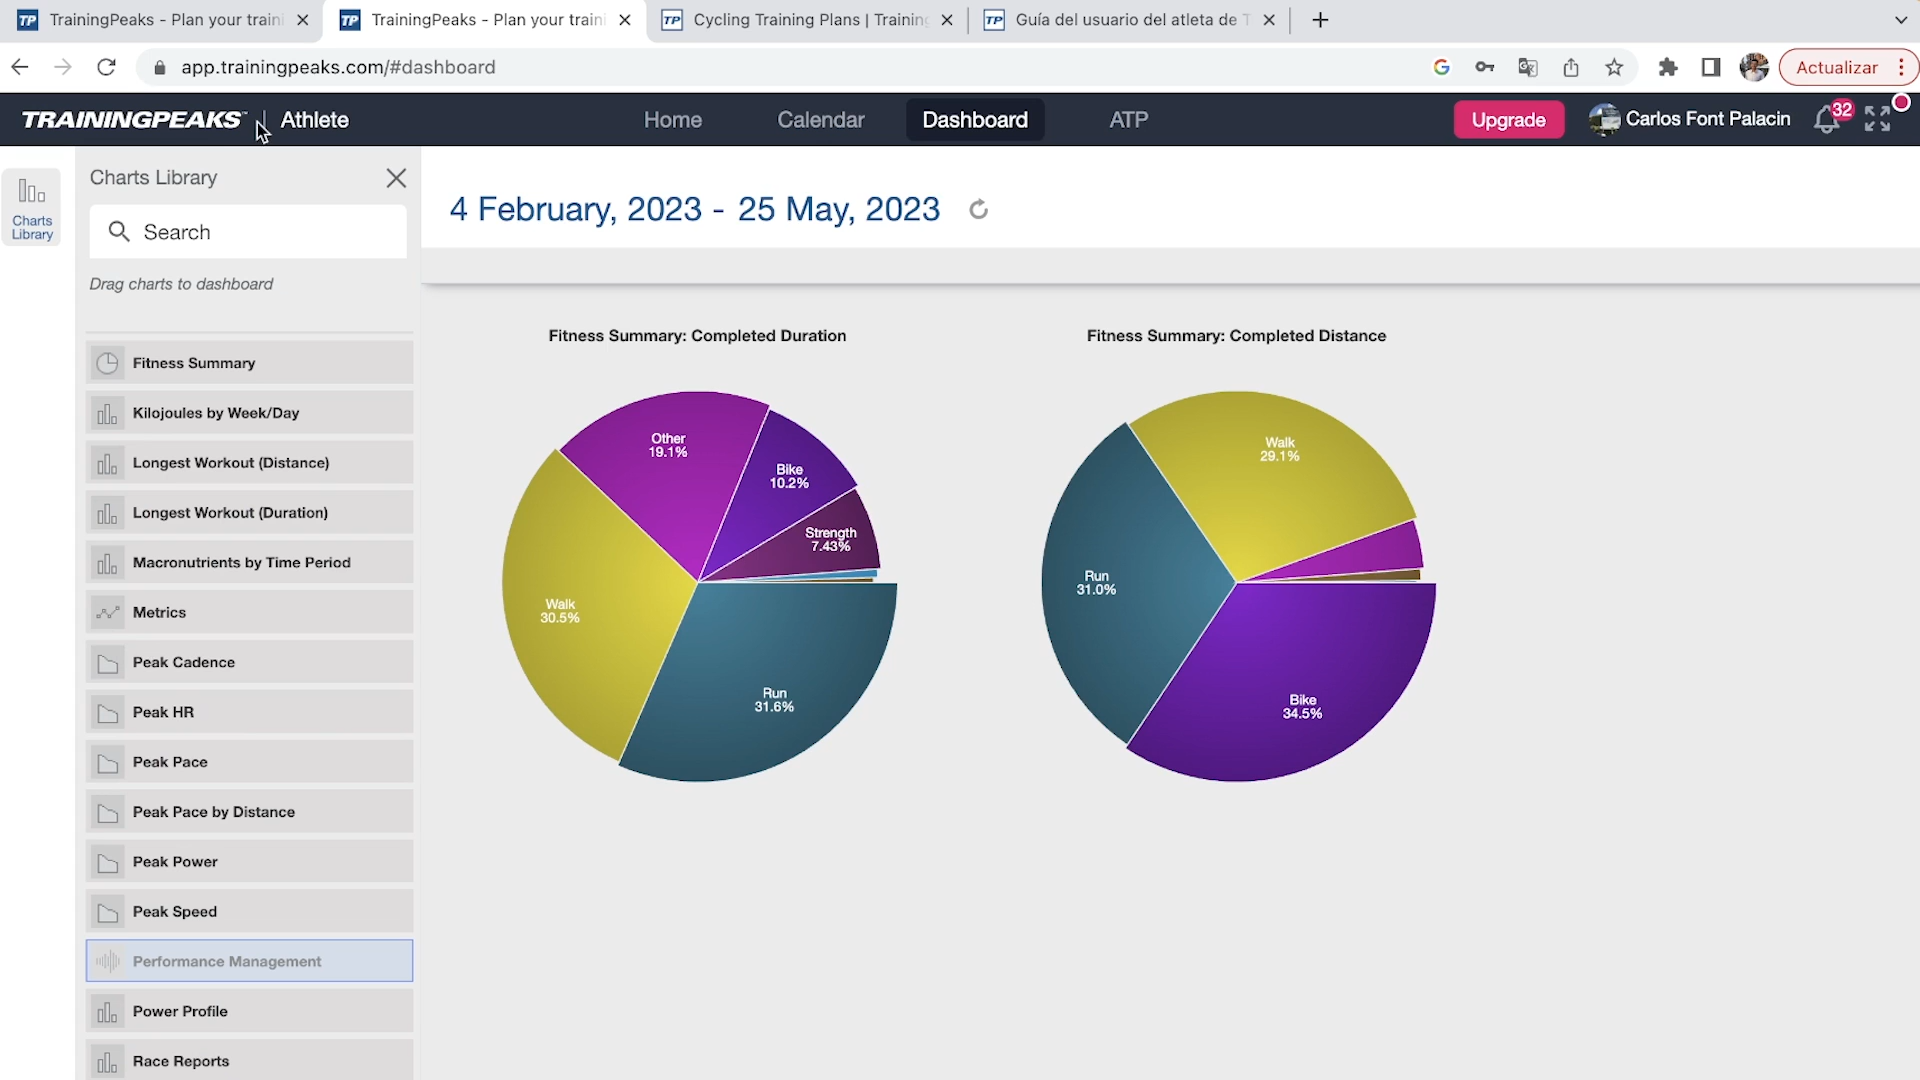 TrainingPeaks - Plan your traini
TrainingPeaks - Plan your traini
Cycling Training Plans | Training
Guía del usuario del atleta de T
app.trainingpeaks.com/#dashboard
Actualizar
TRAININGPEAKS™ | Athlete
Home
Calendar
Dashboard
ATP
Upgrade
Carlos Font Palacin
32
Charts
Library
Charts Library
Search
Drag charts to dashboard
Fitness Summary
Kilojoules by Week/Day
Longest Workout (Distance)
Longest Workout (Duration)
Macronutrients by Time Period
Metrics
Peak Cadence
Peak HR
Peak Pace
Peak Pace by Distance
Peak Power
Peak Speed
Performance Management
Power Profile
Race Reports
4 February, 2023 - 25 May, 2023
Fitness Summary: Completed Duration
Other
19.1%
Bike
10.2%
Strength
7.43%
Walk
30.5%
Run
31.6%
Fitness Summary: Completed Distance
Walk
29.1%
Run
31.0%
Bike
34.5%